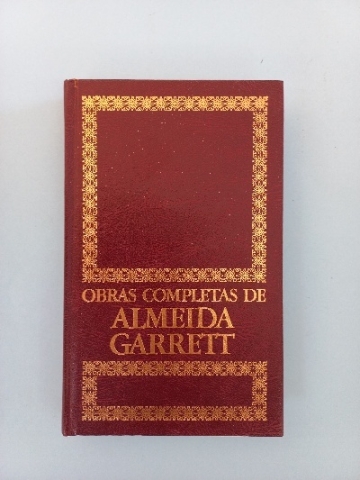 OBRAS COMPLETAS DE
ALMEIDA
GARRETT